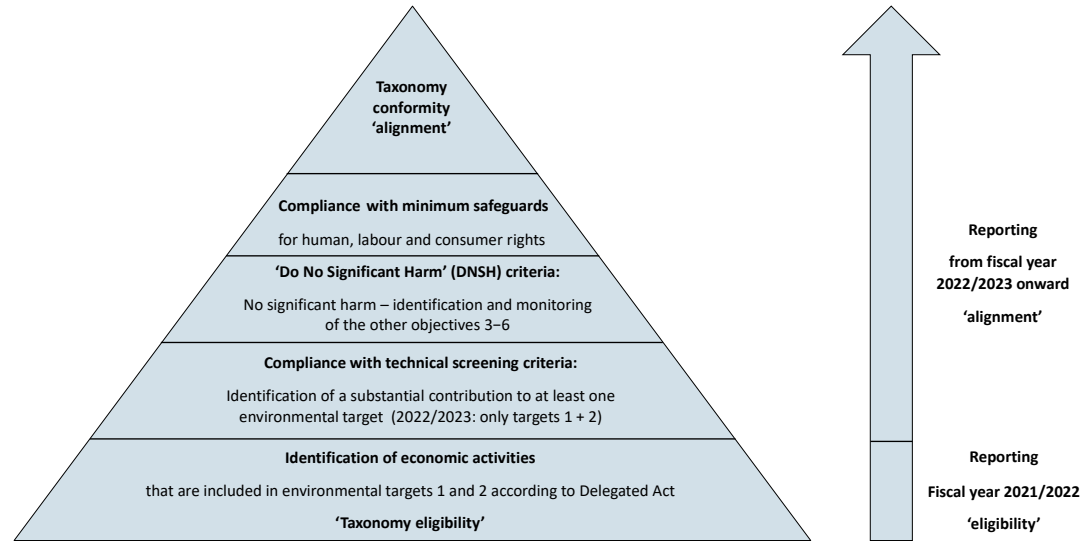 Taxonomy
conformity
‘alignment’
Compliance with minimum safeguards
for human, labour and consumer rights
‘Do No Significant Harm’ (DNSH) criteria:
No significant harm – identification and monitoring
of the other objectives 3−6
Compliance with technical screening criteria:
Identification of a substantial contribution to at least one
environmental target (2022/2023: only targets 1 + 2)
Identification of economic activities
that are included in environmental targets 1 and 2 according to Delegated Act
‘Taxonomy eligibility’
Reporting
from fiscal year
2022/2023 onward
‘alignment’
Reporting
Fiscal year 2021/2022
‘eligibility’